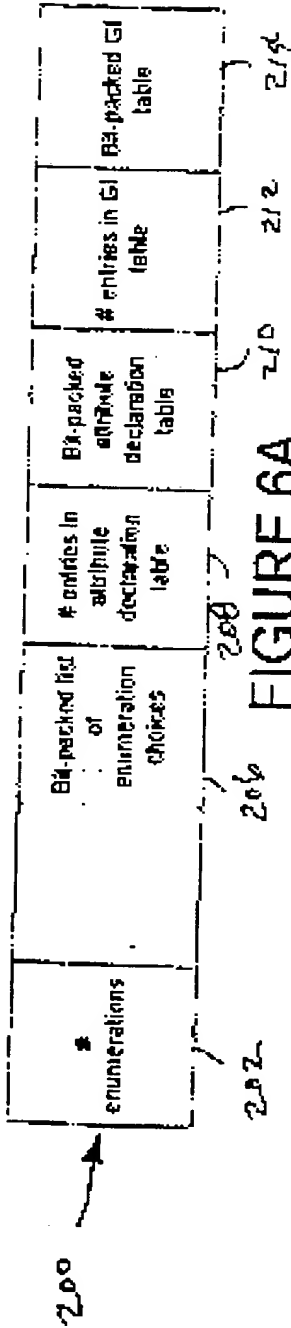 200
#
enumerations
202
Bit-packed list
of
enumeration
choices
206
# entries in
attribute
declaration
table
208
Bit-packed
attribute
declaration
table
210
# entries in GI
table
212
Bit-packed GI
table
214
FIGURE 6A